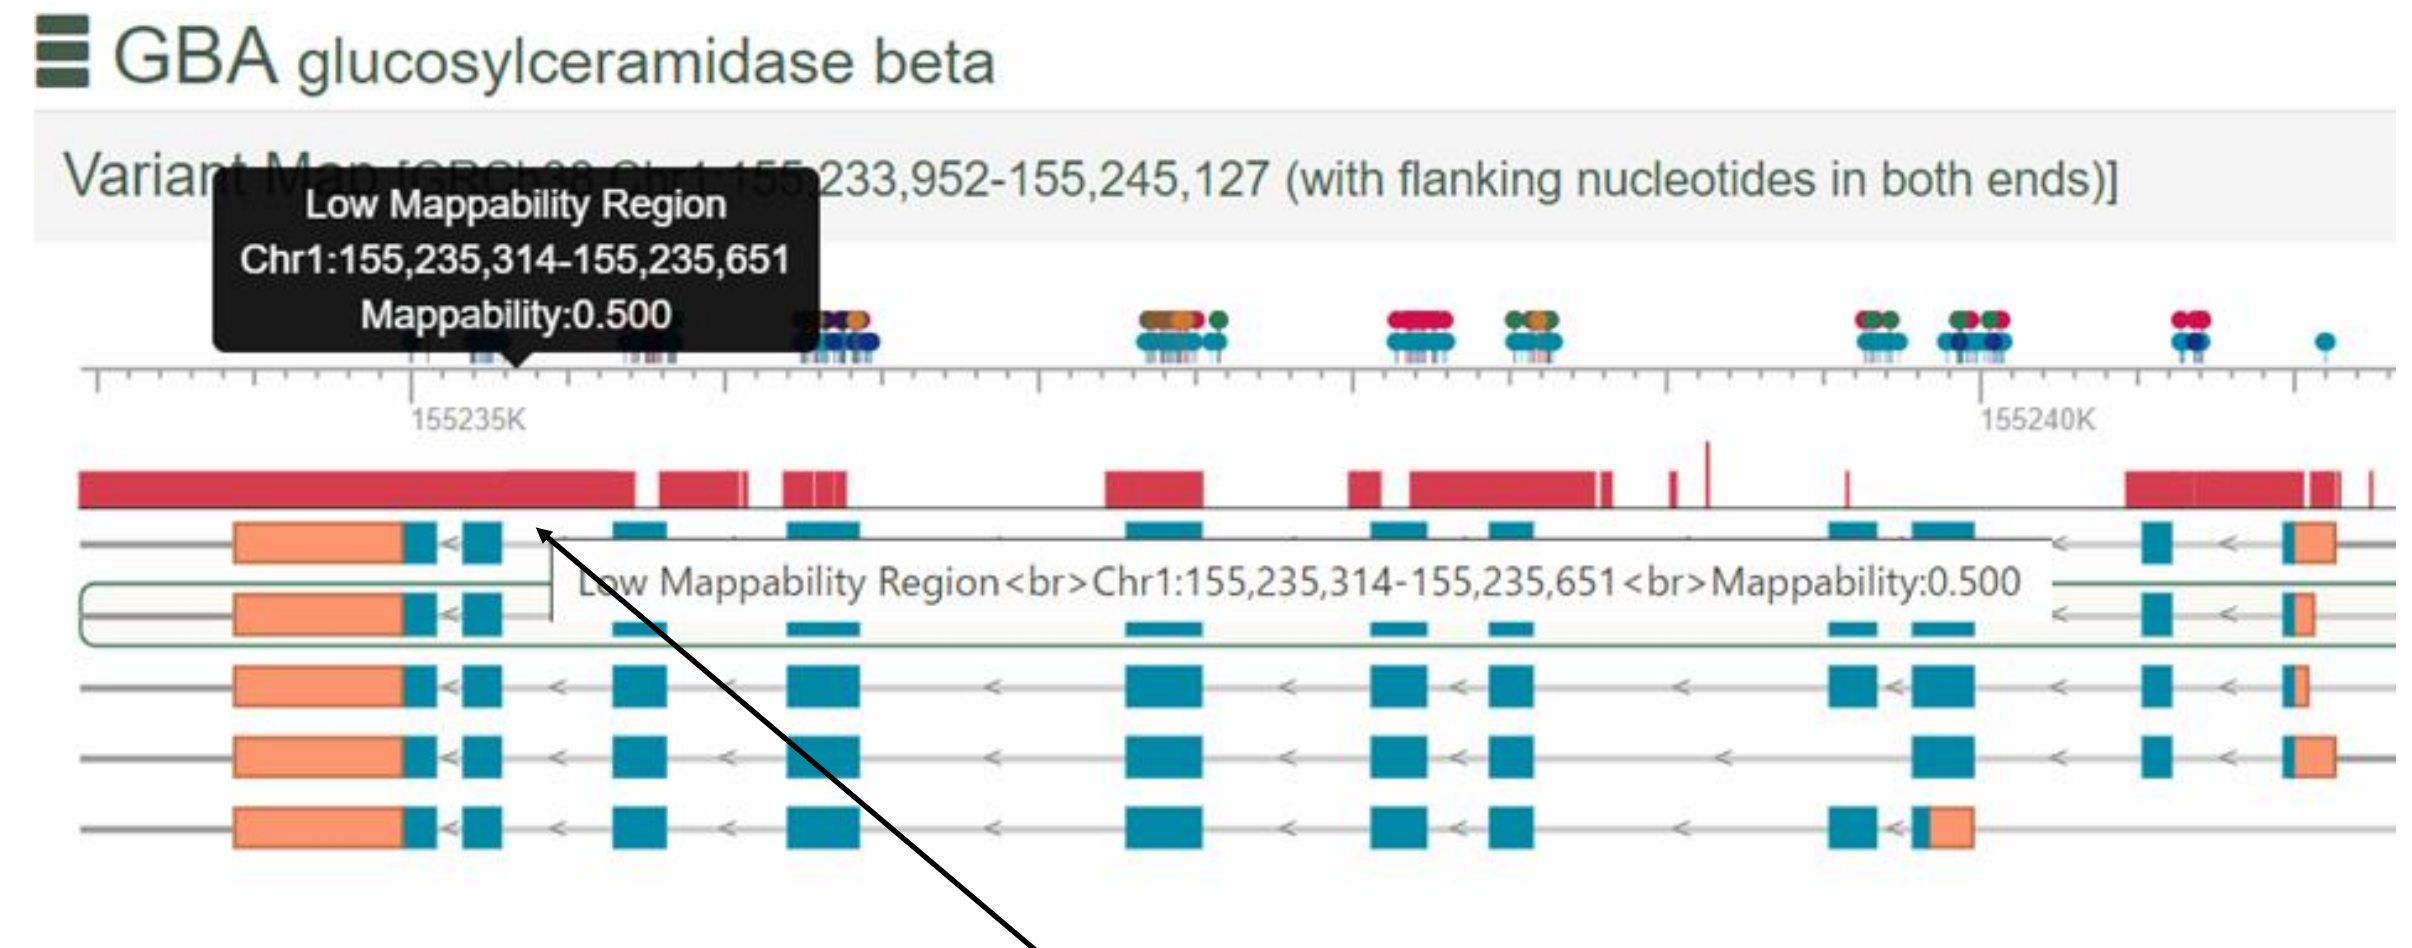 GBA glucosylceramidase beta
Variant Map [GRCh38 Chr1:155,233,952-155,245,127 (with flanking nucleotides in both ends)]
Low Mappability Region
Chr1:155,235,314-155,235,651
Mappability:0.500
155235K
155240K
Low Mappability Region<br>Chr1:155,235,314-155,235,651<br>Mappability:0.500